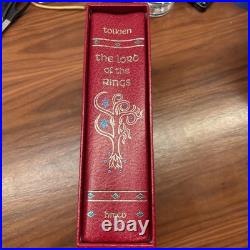 tolkien
the LORD
of the
RINGS
hmco